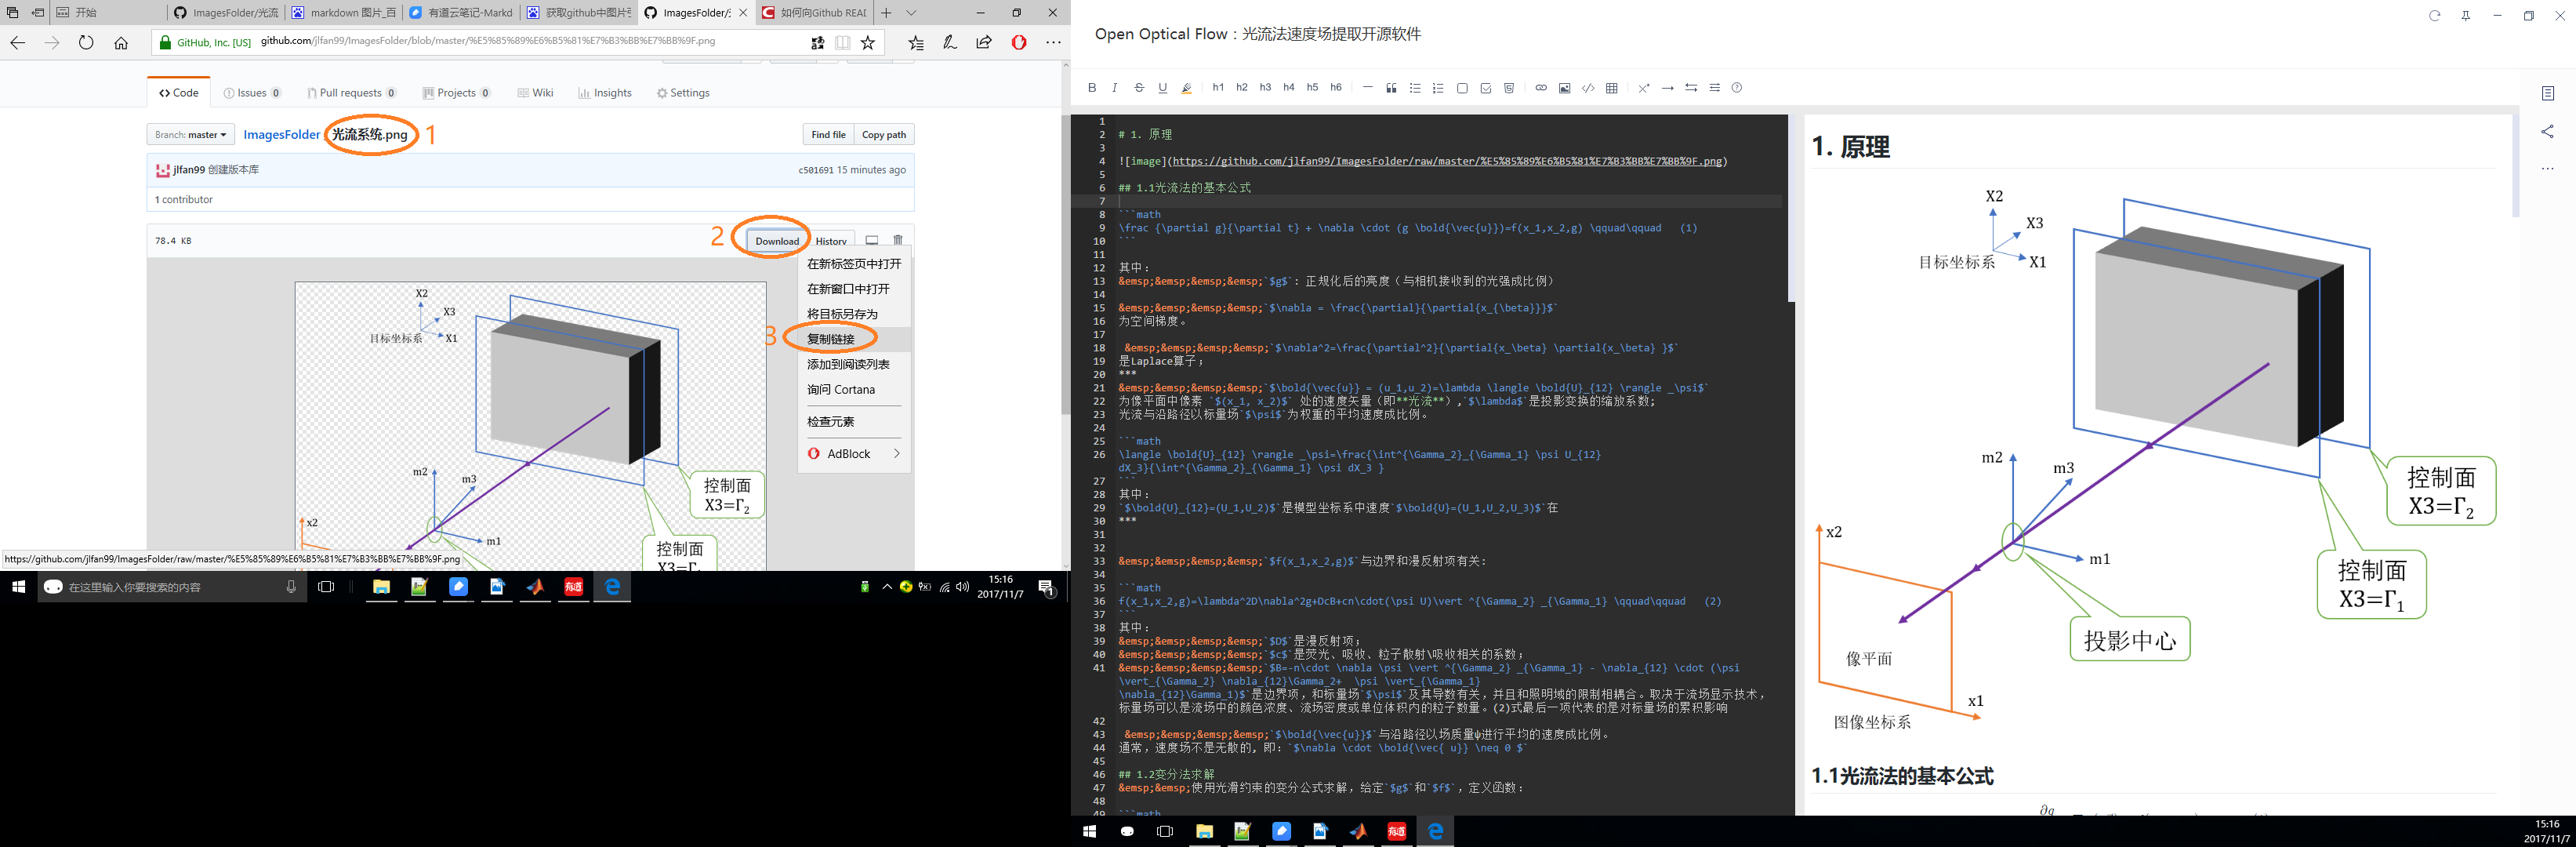 开始
ImagesFolder/光流
markdown 图片_百
有道云笔记-Markd
获取github中图片引
ImagesFolder/光
如何向Github READ
GitHub, Inc. [US]
github.com/jlfan99/ImagesFolder/blob/master/%E5%85%89%E6%B5%81%E7%B3%BB%E7%BB%9F.png
Code
Issues 0
Pull requests 0
Projects 0
Wiki
Insights
Settings
Branch: master
ImagesFolder
光流系统.png
1
Find file
Copy path
jlfan99 创建版本库
c501691 15 minutes ago
1 contributor
78.4 KB
2
Download
History
在新标签页中打开
在新窗口中打开
将目标另存为
3
复制链接
添加到阅读列表
询问 Cortana
检查元素
AdBlock
X2
X3
目标坐标系
X1
m2
m3
控制面
X3=Γ2
x2
m1
控制面
https://github.com/jlfan99/ImagesFolder/raw/master/%E5%85%89%E6%B5%81%E7%B3%BB%E7%BB%9F.png
在这里输入你要搜索的内容
有道
15:16
2017/11/7
1
Open Optical Flow：光流法速度场提取开源软件
B I S U h1 h2 h3 h4 h5 h6
1
2 # 1. 原理
3
4 ![image](https://github.com/jlfan99/ImagesFolder/raw/master/%E5%85%89%E6%B5%81%E7%B3%BB%E7%BB%9F.png)
5
6 ## 1.1光流法的基本公式
7
8 ```math
9 \frac {\partial g}{\partial t} + \nabla \cdot (g \bold{\vec{u}})=f(x_1,x_2,g) \qquad\qquad (1)
10 ```
11
12 其中:
13 &emsp;&emsp;&emsp;&emsp;`$g$`: 正规化后的亮度（与相机接收到的光强成比例）
14
15 &emsp;&emsp;&emsp;&emsp;`$\nabla = \frac{\partial}{\partial{x_{\beta}}}$`
16 为空间梯度。
17
18 &emsp;&emsp;&emsp;&emsp;`$\nabla^2=\frac{\partial^2}{\partial{x_\beta} \partial{x_\beta} }$`
19 是Laplace算子；
20 ***
21 &emsp;&emsp;&emsp;&emsp;`$\bold{\vec{u}} = (u_1,u_2)=\lambda \langle \bold{U}_{12} \rangle _\psi$`
22 为像平面中像素 `$(x_1, x_2)$` 处的速度矢量（即**光流**）,`$\lambda$`是投影变换的缩放系数;
23 光流与沿路径以标量场`$\psi$`为权重的平均速度成比例。
24
25 ```math
26 \langle \bold{U}_{12} \rangle _\psi=\frac{\int^{\Gamma_2}_{\Gamma_1} \psi U_{12}
dX_3}{\int^{\Gamma_2}_{\Gamma_1} \psi dX_3 }
27 ```
28 其中:
29 `$\bold{U}_{12}=(U_1,U_2)$`是模型坐标系中速度`$\bold{U}=(U_1,U_2,U_3)$`在
30 ***
31
32
33 &emsp;&emsp;&emsp;&emsp;`$f(x_1,x_2,g)$`与边界和漫反射项有关:
34
35 ```math
36 f(x_1,x_2,g)=\lambda^2D\nabla^2g+DcB+cn\cdot(\psi U)\vert ^{\Gamma_2} _{\Gamma_1} \qquad\qquad (2)
37 ```
38 其中:
39 &emsp;&emsp;&emsp;&emsp;`$D$`是漫反射项；
40 &emsp;&emsp;&emsp;&emsp;`$c$`是荧光、吸收、粒子散射\吸收相关的系数；
41 &emsp;&emsp;&emsp;&emsp;`$B=-n\cdot \nabla \psi \vert ^{\Gamma_2} _{\Gamma_1} - \nabla_{12} \cdot (\psi
\vert_{\Gamma_2} \nabla_{12}\Gamma_2+ \psi \vert_{\Gamma_1}
\nabla_{12}\Gamma_1)$`是边界项，和标量场`$\psi$`及其导数有关，并且和照明域的限制相耦合。取决于流场显示技术，
标量场可以是流场中的颜色浓度、流场密度或单位体积内的粒子数量。(2)式最后一项代表的是对标量场的累积影响
42
43 &emsp;&emsp;&emsp;&emsp;`$\bold{\vec{u}}$`与沿路径以场质量ψ进行平均的速度成比例。
44 通常，速度场不是无散的, 即: `$\nabla \cdot \bold{\vec{ u}} \neq 0 $`
45
46 ## 1.2变分法求解
47 &emsp;&emsp;使用光滑约束的变分公式求解，给定`$g$`和`$f$`，定义函数:
48
49 ```math
1. 原理
X2
X3
目标坐标系
X1
m2
m3
控制面
X3=Γ2
x2
m1
控制面
X3=Γ1
投影中心
像平面
x1
图像坐标系
1.1光流法的基本公式
有道
15:16
2017/11/7